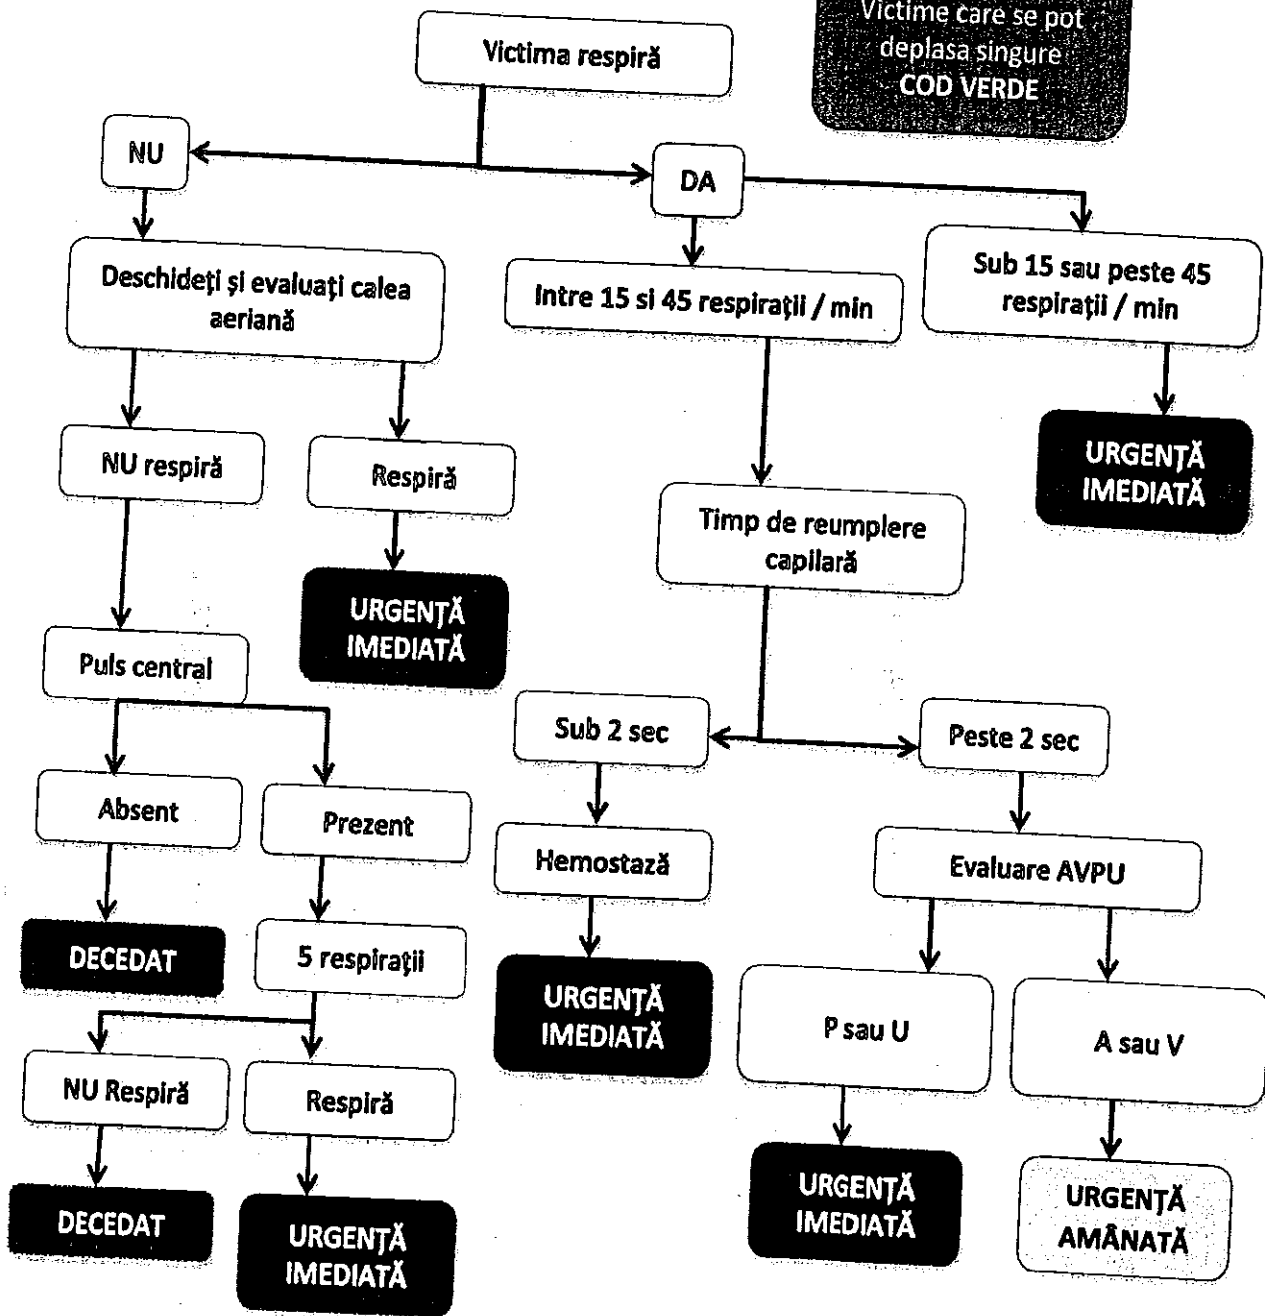 Victime care se pot
deplasa singure
COD VERDE
Victima respiră
NU
DA
Deschideți și evaluați calea
aeriană
Intre 15 si 45 respirații / min
Sub 15 sau peste 45
respirații / min
NU respiră
Respiră
URGENȚĂ
IMEDIATĂ
Timp de reumplere
capilară
URGENȚĂ
IMEDIATĂ
Puls central
Sub 2 sec
Peste 2 sec
Absent
Prezent
Hemostază
Evaluare AVPU
DECEDAT
5 respirații
URGENȚĂ
IMEDIATĂ
P sau U
A sau V
NU Respiră
Respiră
DECEDAT
URGENȚĂ
IMEDIATĂ
URGENȚĂ
IMEDIATĂ
URGENȚĂ
AMÂNATĂ